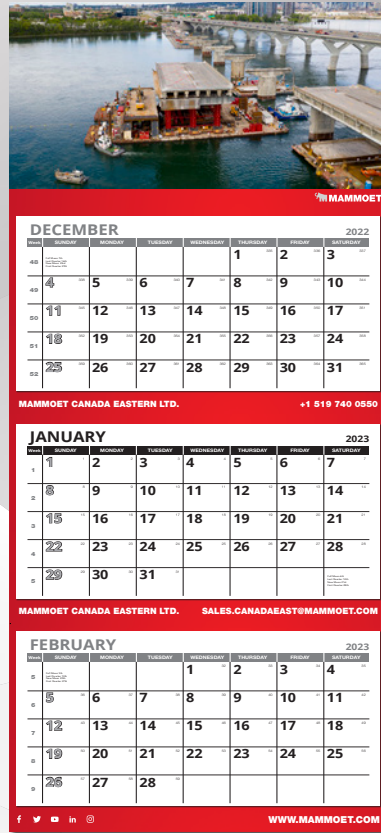 MAMMOET
DECEMBER 2022
Week SUNDAY MONDAY TUESDAY WEDNESDAY THURSDAY FRIDAY SATURDAY
48 1 2 3
49 4 5 6 7 8 9 10
50 11 12 13 14 15 16 17
51 18 19 20 21 22 23 24
52 25 26 27 28 29 30 31
MAMMOET CANADA EASTERN LTD. +1 519 740 0550
JANUARY 2023
Week SUNDAY MONDAY TUESDAY WEDNESDAY THURSDAY FRIDAY SATURDAY
1 1 2 3 4 5 6 7
2 8 9 10 11 12 13 14
3 15 16 17 18 19 20 21
4 22 23 24 25 26 27 28
5 29 30 31
MAMMOET CANADA EASTERN LTD. SALES.CANADAEAST@MAMMOET.COM
FEBRUARY 2023
Week SUNDAY MONDAY TUESDAY WEDNESDAY THURSDAY FRIDAY SATURDAY
5 1 2 3 4
6 5 6 7 8 9 10 11
7 12 13 14 15 16 17 18
8 19 20 21 22 23 24 25
9 26 27 28
WWW.MAMMOET.COM